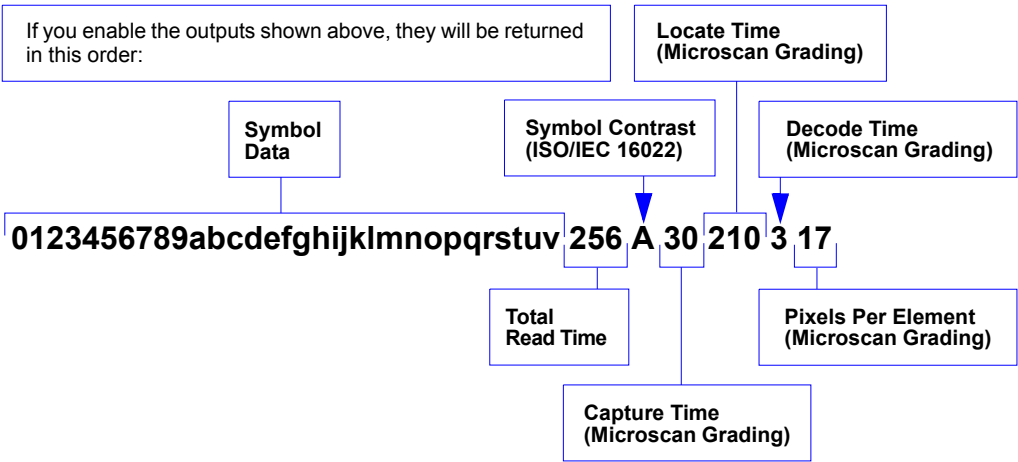 If you enable the outputs shown above, they will be returned
in this order:
Locate Time
(Microscan Grading)
Symbol
Data
Symbol Contrast
(ISO/IEC 16022)
Decode Time
(Microscan Grading)
0123456789abcdefghijklmnopqrstuv 256 A 30 210 3 17
Total
Read Time
Pixels Per Element
(Microscan Grading)
Capture Time
(Microscan Grading)